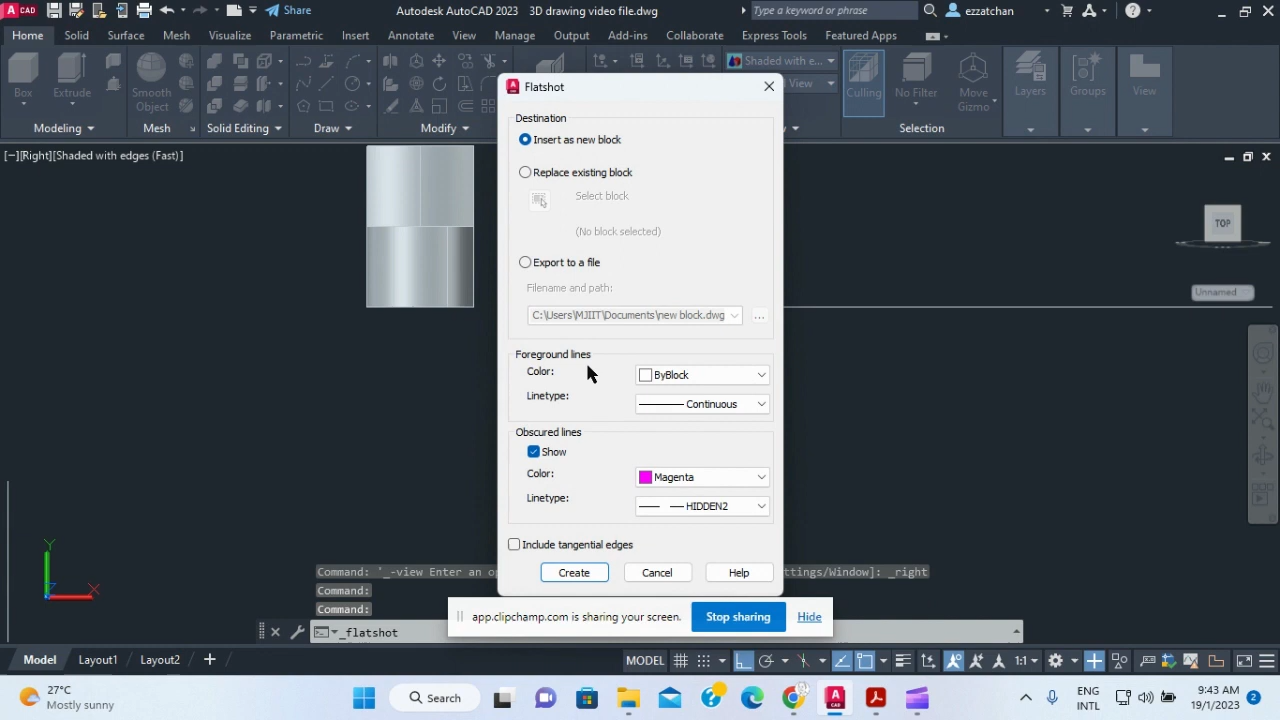 CAD
Share
Autodesk AutoCAD 2023 3D drawing video file.dwg
Type a keyword or phrase
ezzatchan
Home Solid Surface Mesh Visualize Parametric Insert Annotate View Manage Output Add-ins Collaborate Express Tools Featured Apps
Box
Extrude
Smooth Object
Shaded with e...
View
Culling
No Filter
Move Gizmo
Layers
Groups
View
Modeling
Mesh
Solid Editing
Draw
Modify
Selection
[−][Right][Shaded with edges (Fast)]
TOP
Unnamed
Flatshot
Destination
Insert as new block
Replace existing block
Select block
(No block selected)
Export to a file
Filename and path:
C:\Users\MJIIT\Documents\new block.dwg
...
Foreground lines
Color:
ByBlock
Linetype:
Continuous
Obscured lines
Show
Color:
Magenta
Linetype:
HIDDEN2
Include tangential edges
Create
Cancel
Help
Y
X
Command: '_-view Enter an op
ttings/Window]: _right
Command:
Command:
_flatshot
app.clipchamp.com is sharing your screen.
Stop sharing
Hide
Model Layout1 Layout2
MODEL
1:1
27°C
Mostly sunny
Search
ENG
INTL
9:43 AM
19/1/2023
2